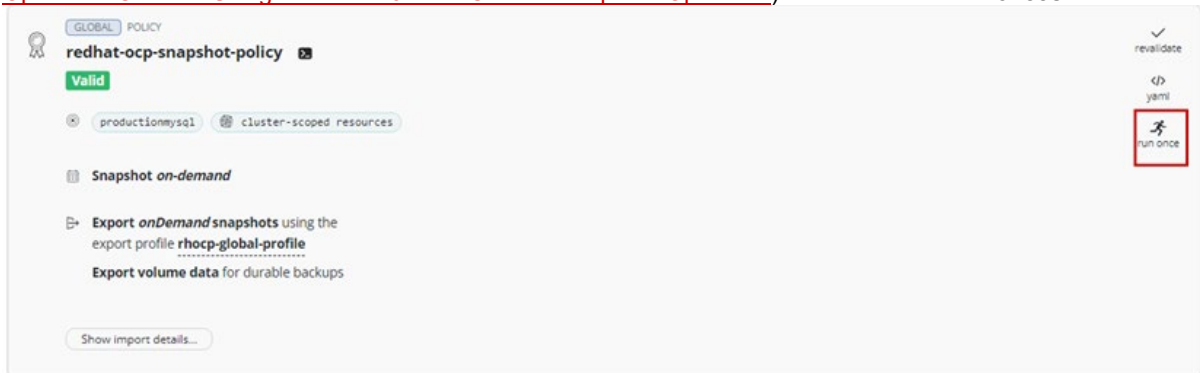 GLOBAL POLICY
redhat-ocp-snapshot-policy
Valid
productionmysql cluster-scoped resources
Snapshot on-demand
Export onDemand snapshots using the
export profile rhocp-global-profile
Export volume data for durable backups
Show import details...
revalidate
</>
yaml
run once